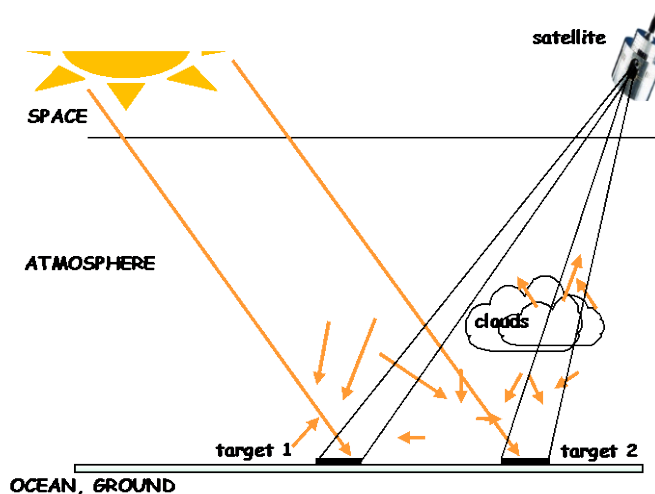 satellite
SPACE
ATMOSPHERE
clouds
target 1
target 2
OCEAN, GROUND